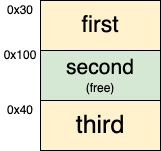 0x30
first
0x100
second
(free)
0x40
third